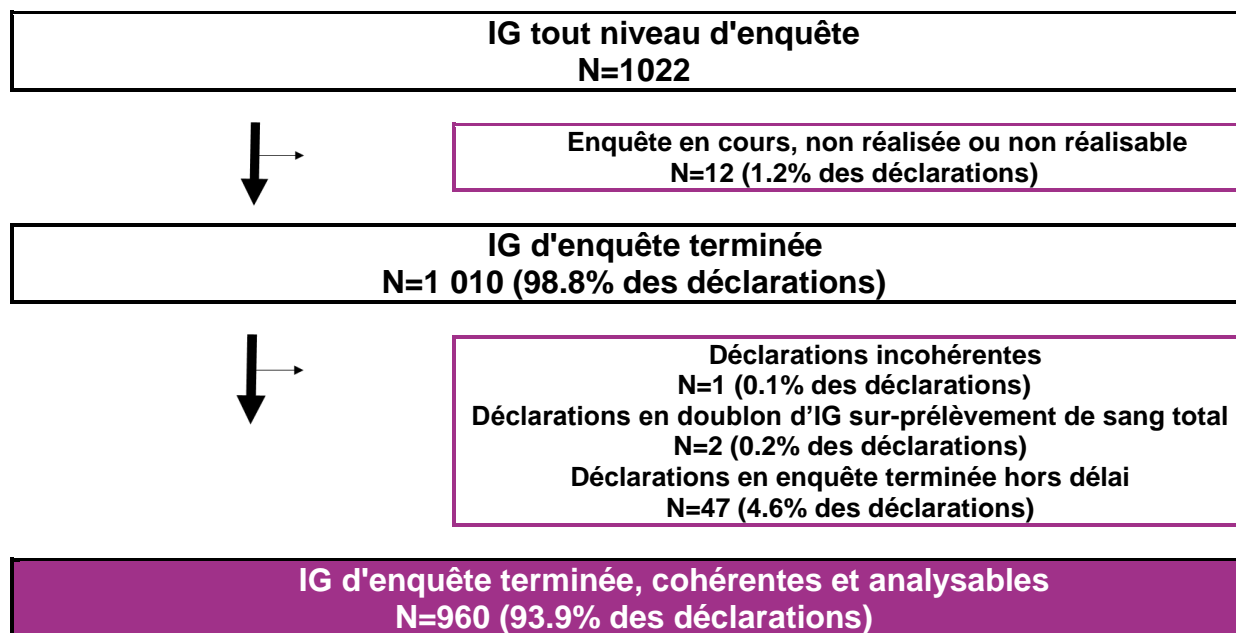 IG tout niveau d'enquête
N=1022
Enquête en cours, non réalisée ou non réalisable
N=12 (1.2% des déclarations)
IG d'enquête terminée
N=1 010 (98.8% des déclarations)
Déclarations incohérentes
N=1 (0.1% des déclarations)
Déclarations en doublon d’IG sur-prélèvement de sang total
N=2 (0.2% des déclarations)
Déclarations en enquête terminée hors délai
N=47 (4.6% des déclarations)
IG d'enquête terminée, cohérentes et analysables
N=960 (93.9% des déclarations)